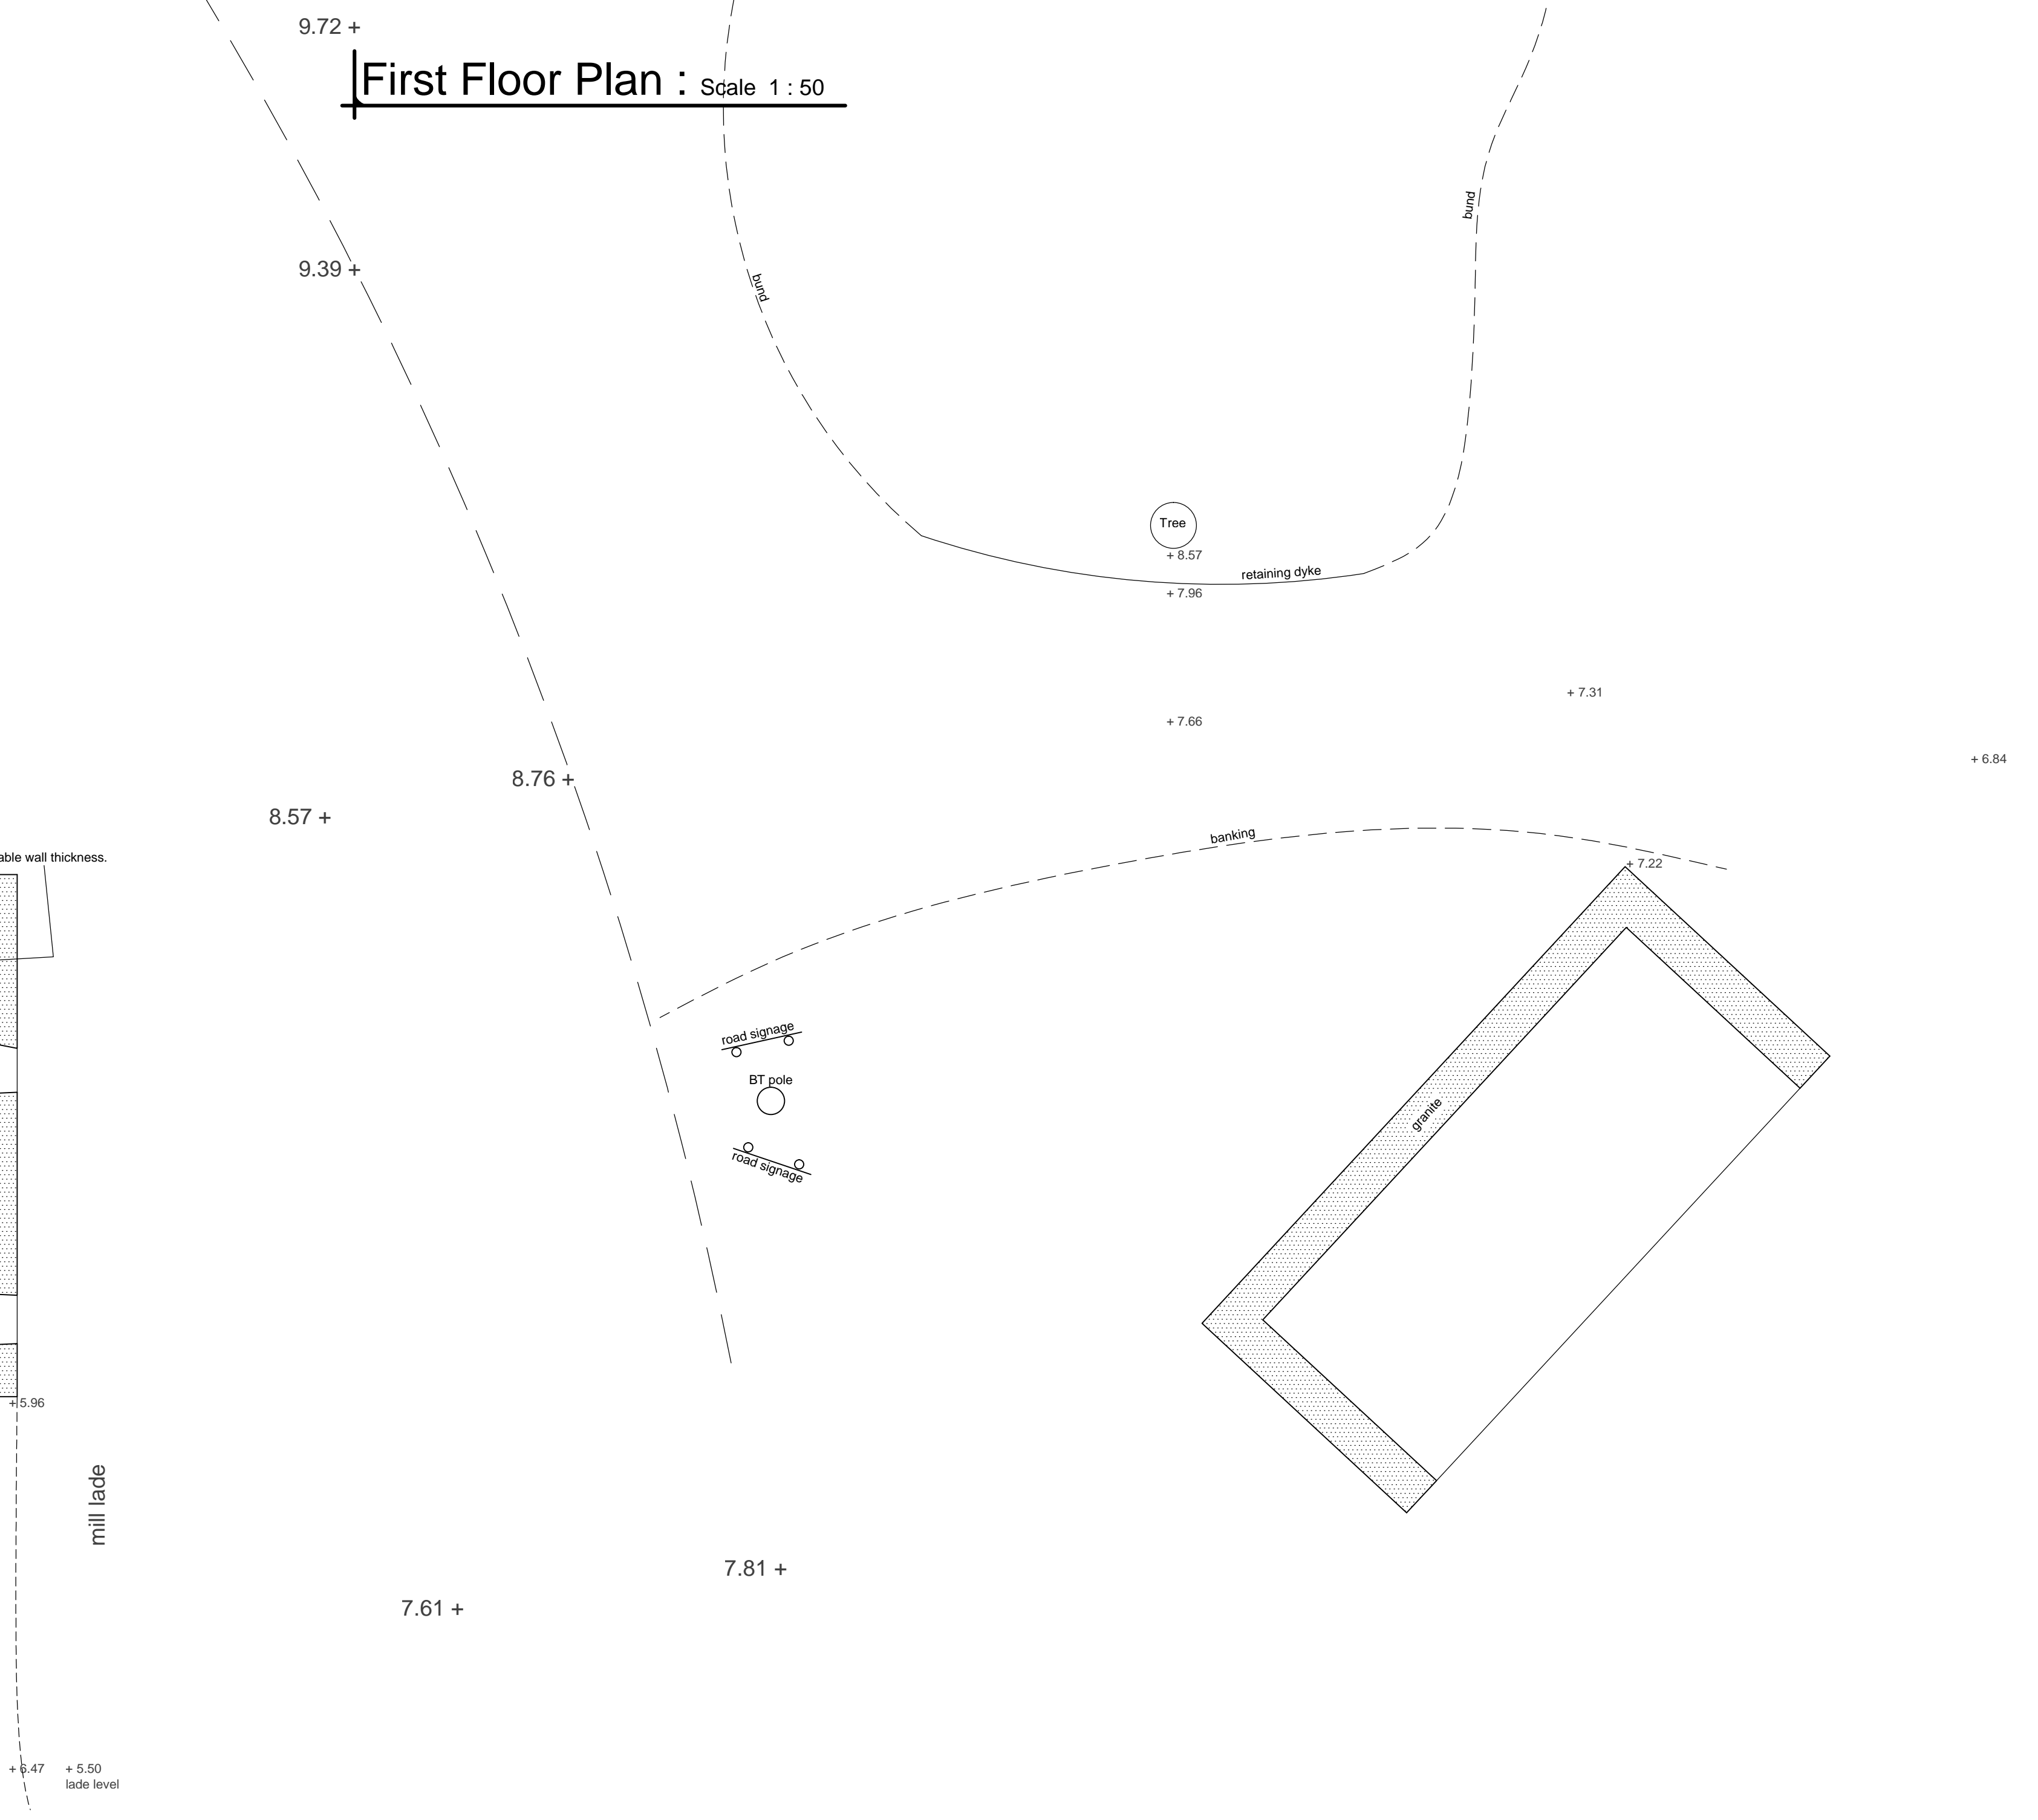 9.72 +
First Floor Plan : Scale 1 : 50
bund
9.39 +
bund
Tree
+ 8.57
retaining dyke
+ 7.96
+ 7.31
+ 7.66
+ 6.84
8.76 +
8.57 +
banking
able wall thickness.
+ 7.22
road signage
BT pole
granite
road signage
+ 5.96
mill lade
7.81 +
7.61 +
+ 6.47
+ 5.50
lade level